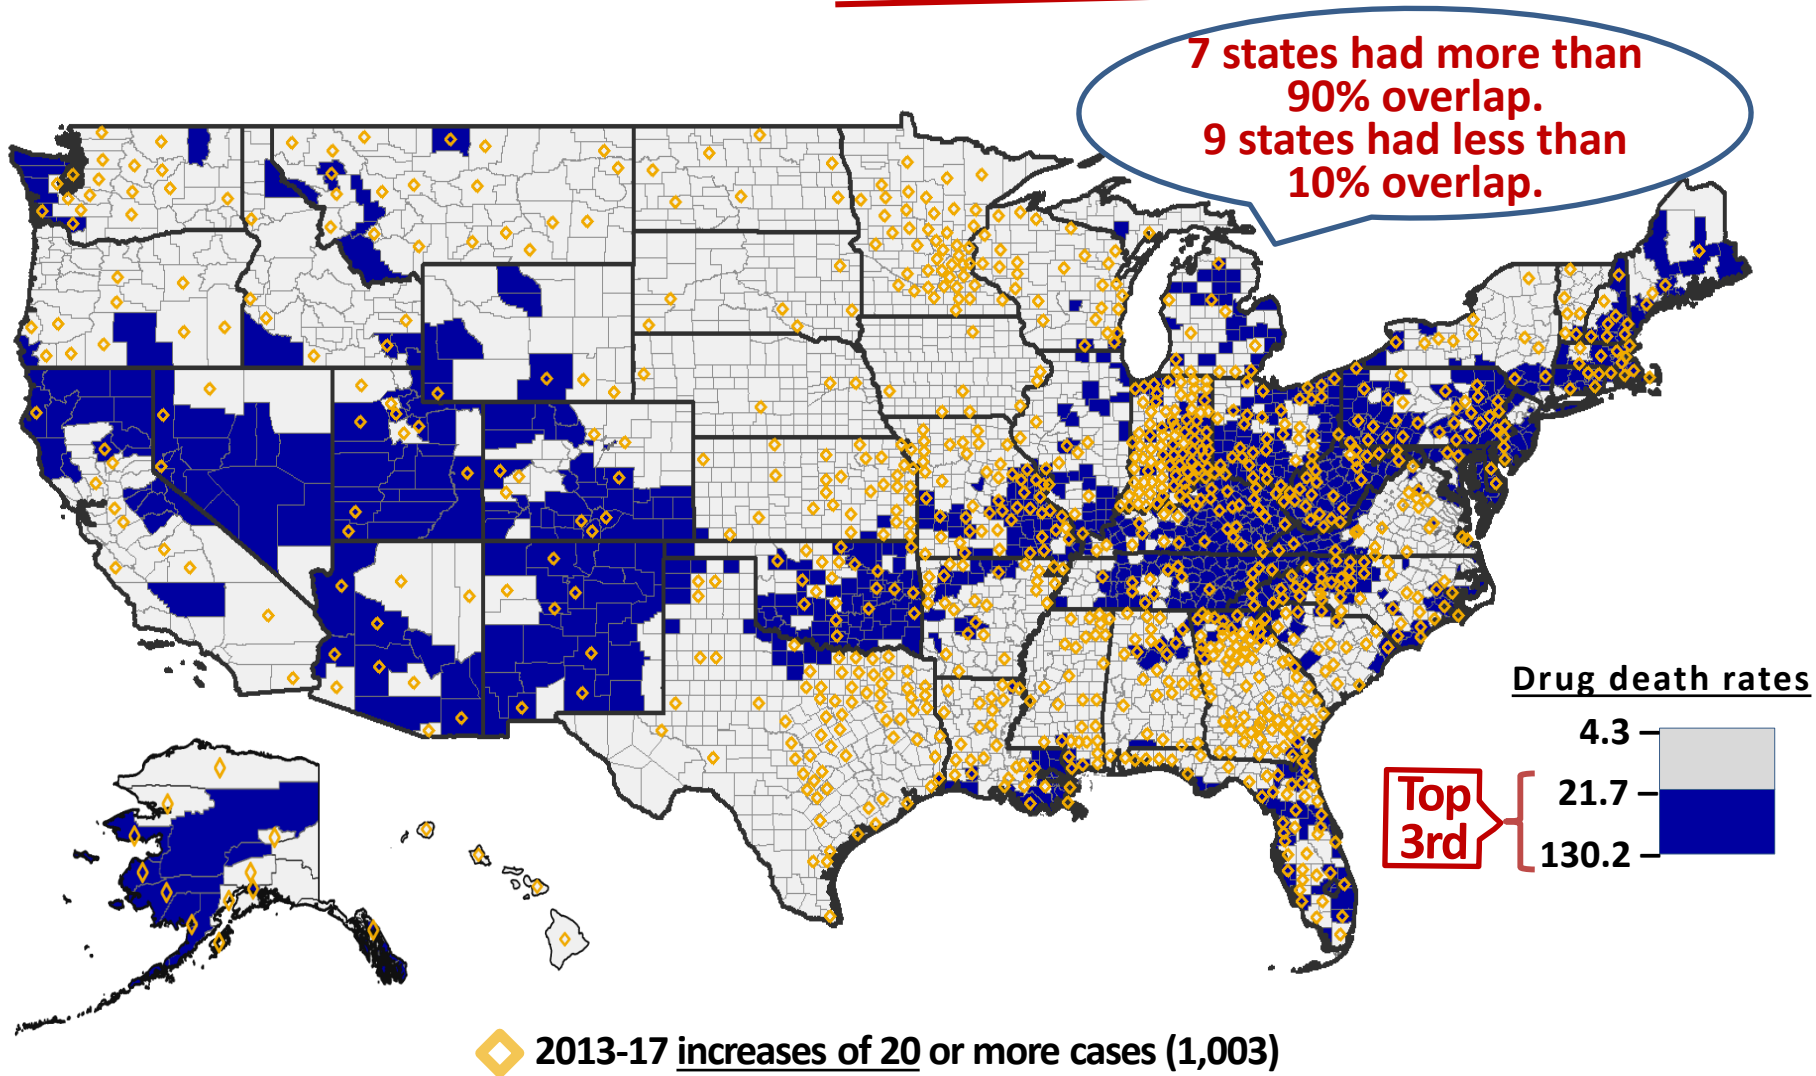 7 states had more than
90% overlap.
9 states had less than
10% overlap.
Drug death rates
4.3
21.7
130.2
Top
3rd
2013-17 increases of 20 or more cases (1,003)